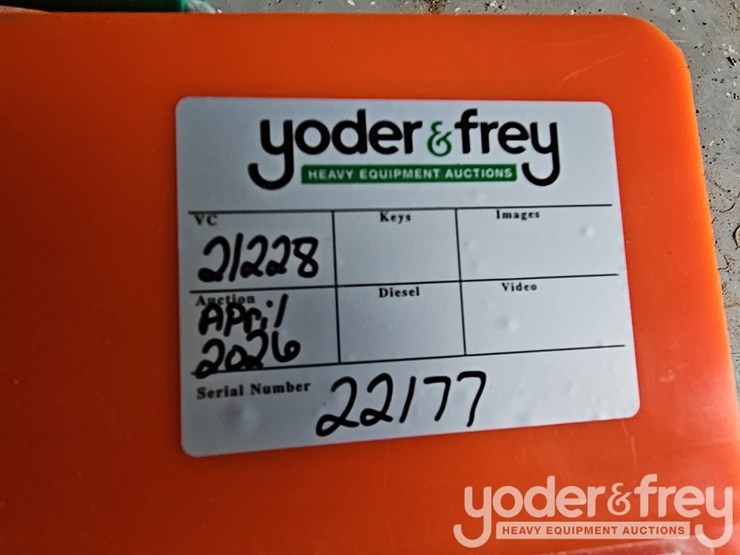 yoder & frey
HEAVY EQUIPMENT AUCTIONS
VC Keys Images
21228
Auction Diesel Video
APril
2026
Serial Number 22177
yoder & frey
HEAVY EQUIPMENT AUCTIONS